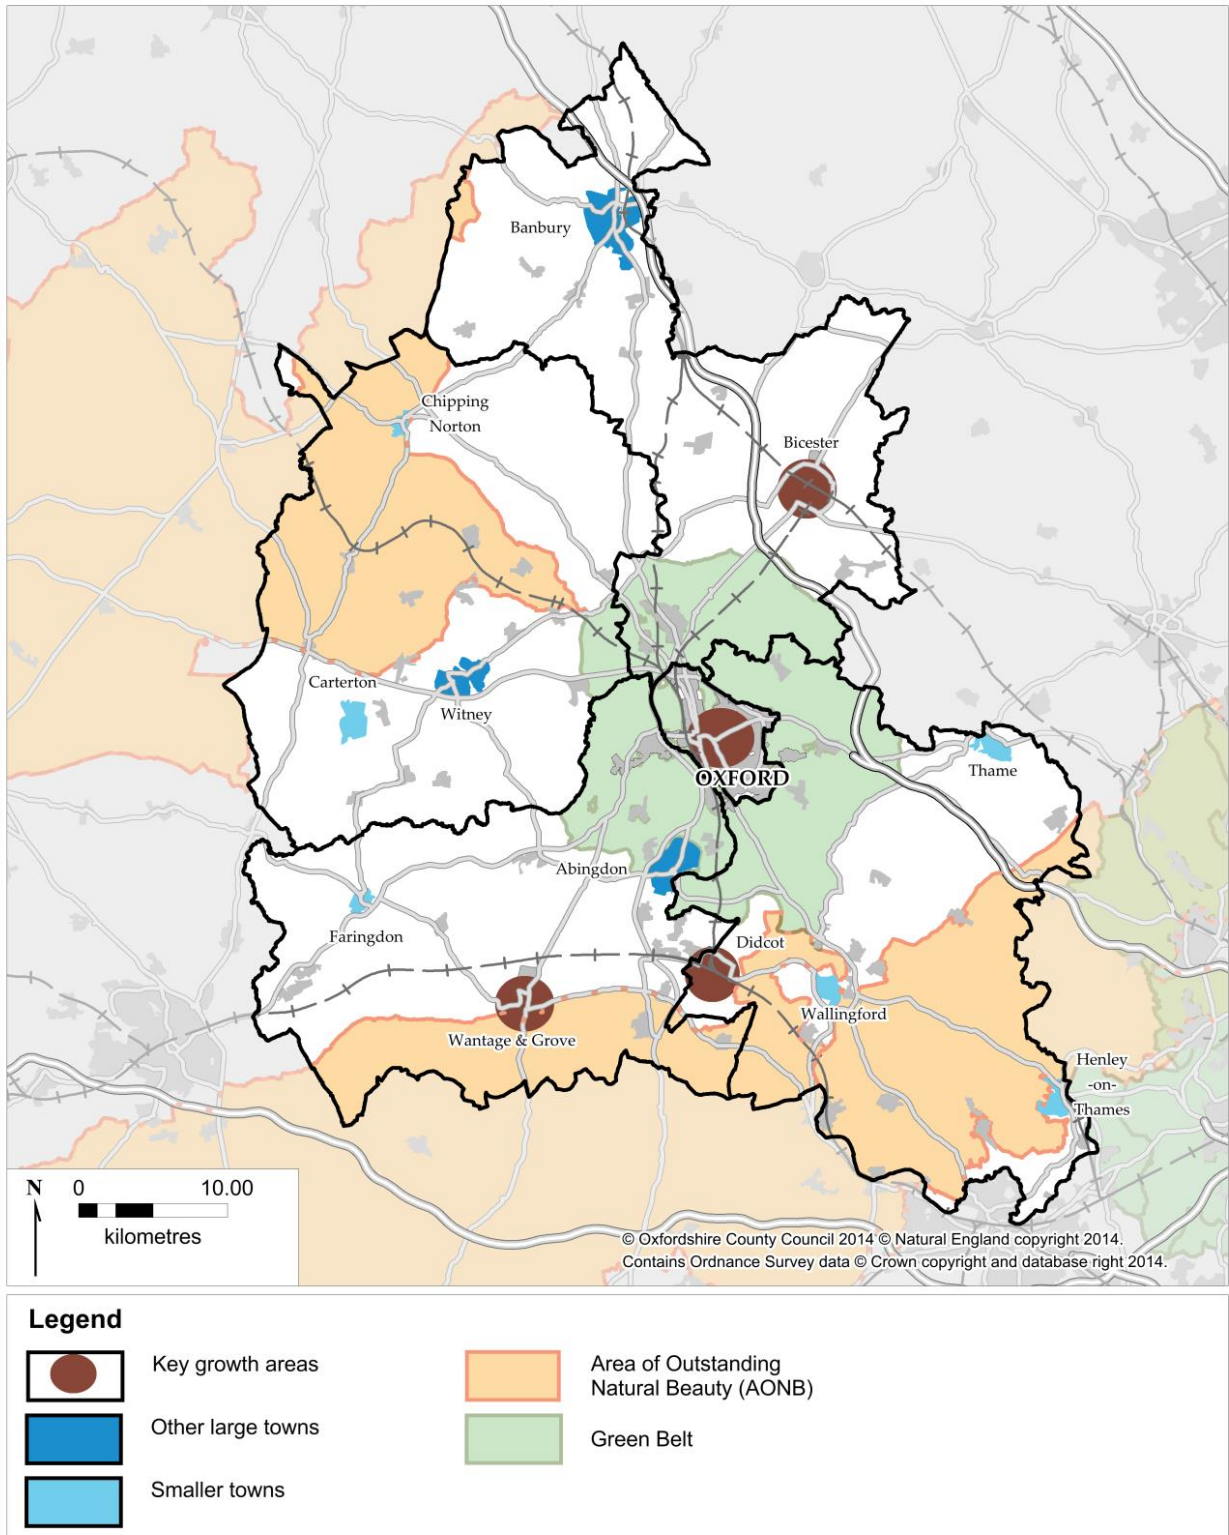 Banbury
Chipping
Norton
Bicester
Carterton
Witney
OXFORD
Thame
Abingdon
Faringdon
Didcot
Wallingford
Wantage & Grove
Henley
-on-
Thames
N
0 10.00
kilometres
© Oxfordshire County Council 2014 © Natural England copyright 2014.
Contains Ordnance Survey data © Crown copyright and database right 2014.
Legend
Key growth areas
Other large towns
Smaller towns
Area of Outstanding
Natural Beauty (AONB)
Green Belt